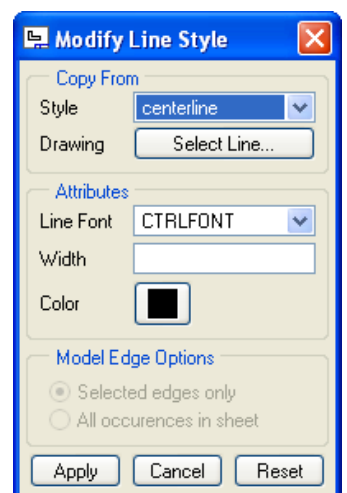 Modify Line Style
Copy From
Style centerline
Drawing Select Line...
Attributes
Line Font CTRLFONT
Width
Color
Model Edge Options
Selected edges only
All occurences in sheet
Apply Cancel Reset